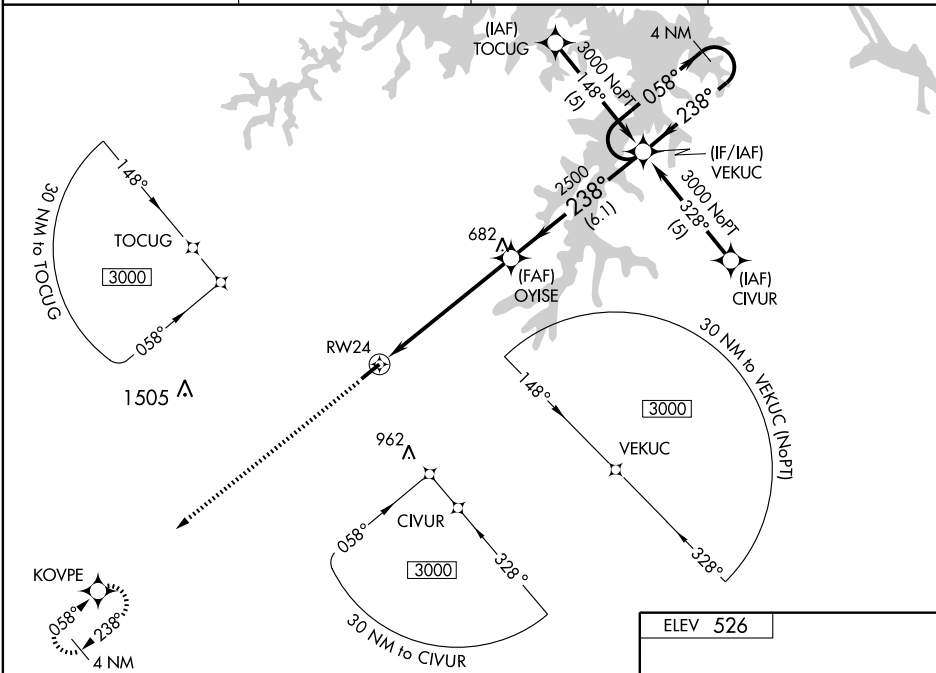 (IAF)
TOCUG
3000 NoPT
148°
(5)
4 NM
058°
238°
(IF/IAF)
VEKUC
2500
238°
(6.1)
3000 NoPT
328°
(5)
(IAF)
CIVUR
682
(FAF)
OYISE
RW24
30 NM to TOCUG
148°
TOCUG
3000
058°
1505
30 NM to VEKUC (NoPT)
148°
3000
VEKUC
328°
962
CIVUR
058°
328°
3000
30 NM to CIVUR
KOVPE
058°
238°
4 NM
ELEV 526